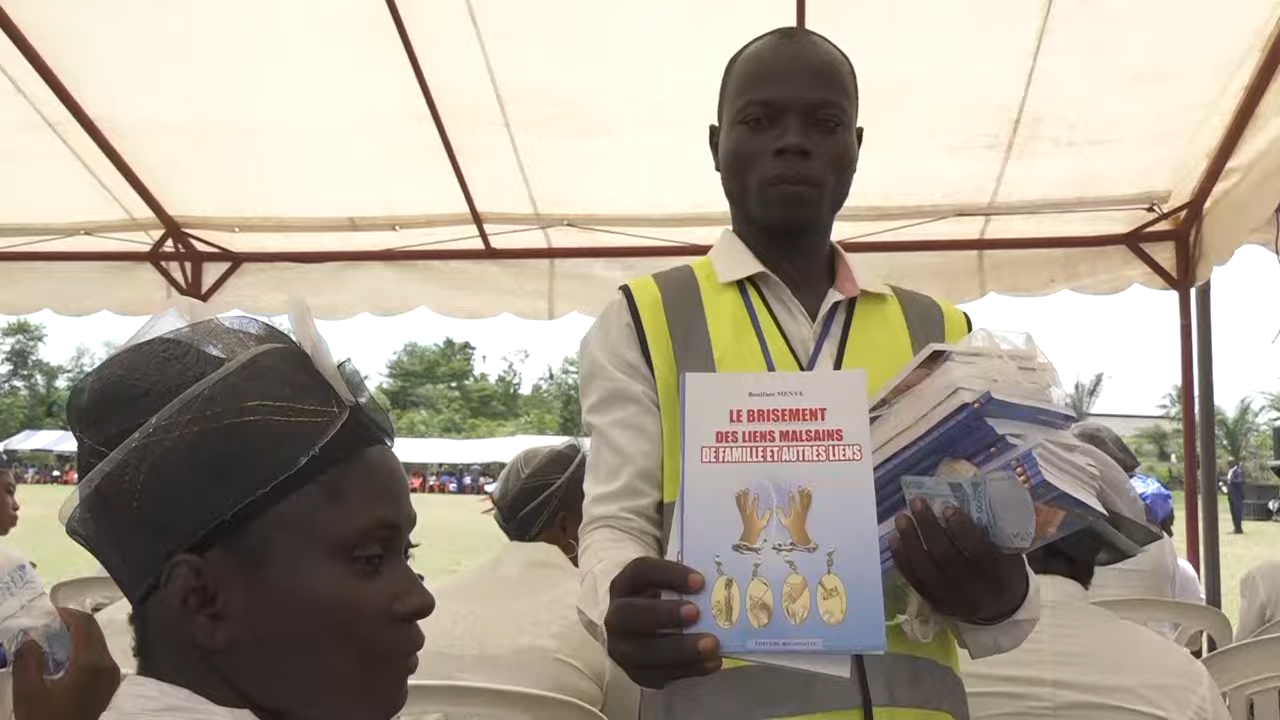 Boniface MENYE
LE BRISEMENT
DES LIENS MALSAINS
DE FAMILLE ET AUTRES LIENS